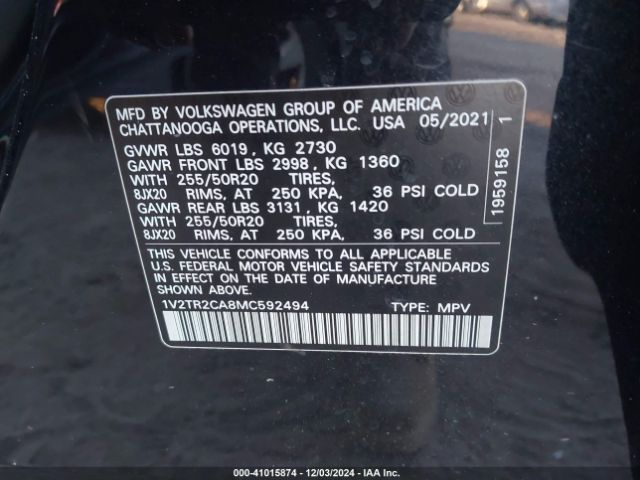 MFD BY VOLKSWAGEN GROUP OF AMERICA
CHATTANOOGA OPERATIONS, LLC. USA 05/2021
GVWR LBS 6019, KG 2730
GAWR FRONT LBS 2998, KG 1360
WITH 255/50R20 TIRES,
8JX20 RIMS, AT 250 KPA, 36 PSI COLD
GAWR REAR LBS 3131, KG 1420
WITH 255/50R20 TIRES,
8JX20 RIMS, AT 250 KPA, 36 PSI COLD
THIS VEHICLE CONFORMS TO ALL APPLICABLE
U.S. FEDERAL MOTOR VEHICLE SAFETY STANDARDS
IN EFFECT ON THE DATE OF MANUFACTURE
SHOWN ABOVE.
1V2TR2CA8MC592494 TYPE: MPV
1959158 1
000-41015874 - 12/03/2024 - IAA Inc.